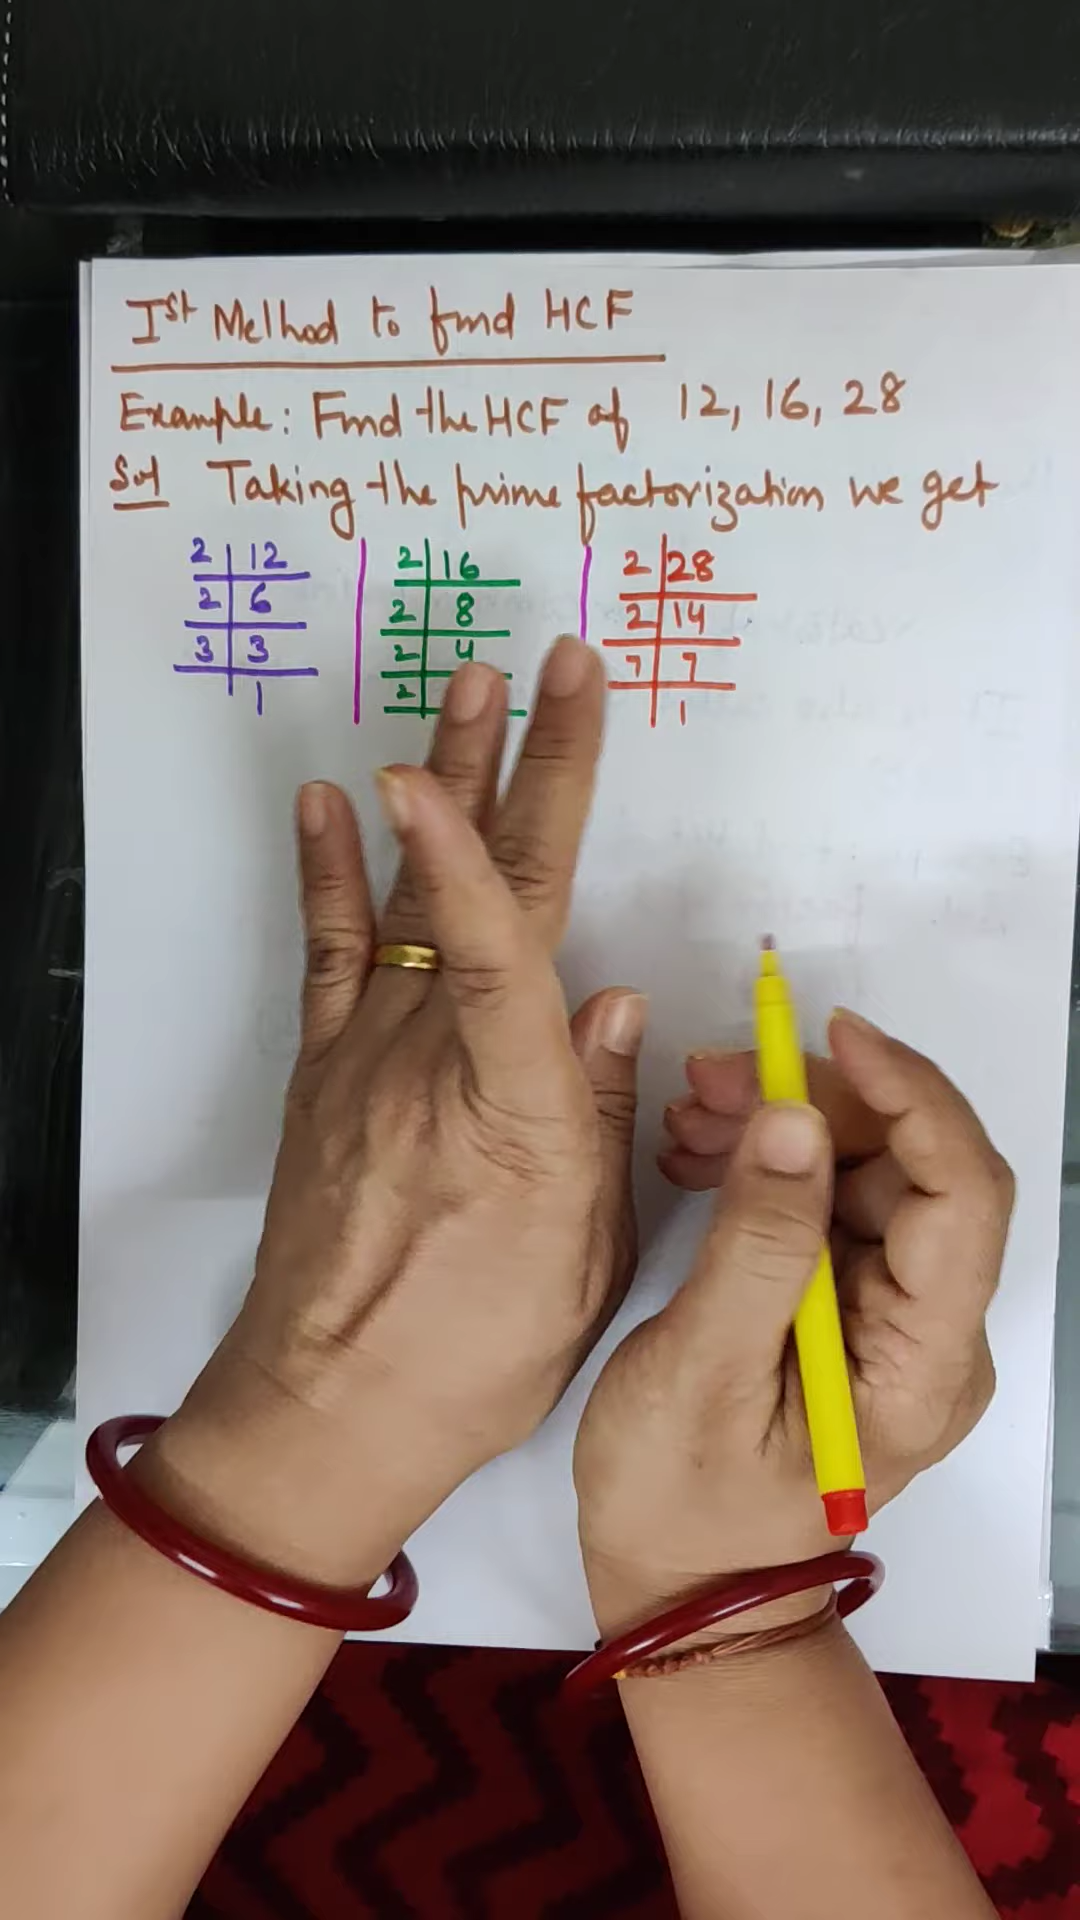 Ist Method to find HCF
Example: Find the HCF of 12, 16, 28
Sol Taking the prime factorization we get
2 | 12 | 2 | 16 | 2 | 28
2 | 6 | 2 | 8 | 2 | 14
3 | 3 | 2 | 4 | 7 | 7
1 | 2 | 1